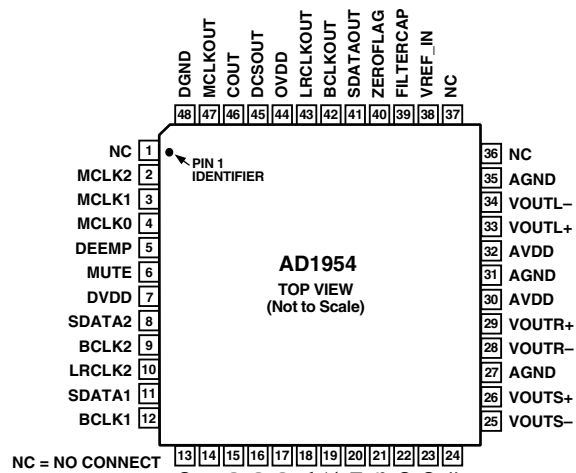 DGND
MCLKOUT
COUT
DCSOUT
OVDD
LRCLKOUT
BCLKOUT
SDATAOUT
ZEROFLAG
FILTERCAP
VREF_IN
NC
48 47 46 45 44 43 42 41 40 39 38 37
NC 1
MCLK2 2
MCLK1 3
MCLK0 4
DEEMP 5
MUTE 6
DVDD 7
SDATA2 8
BCLK2 9
LRCLK2 10
SDATA1 11
BCLK1 12
PIN 1
IDENTIFIER
AD1954
TOP VIEW
(Not to Scale)
36 NC
35 AGND
34 VOUTL–
33 VOUTL+
32 AVDD
31 AGND
30 AVDD
29 VOUTR+
28 VOUTR–
27 AGND
26 VOUTS+
25 VOUTS–
13 14 15 16 17 18 19 20 21 22 23 24
NC = NO CONNECT